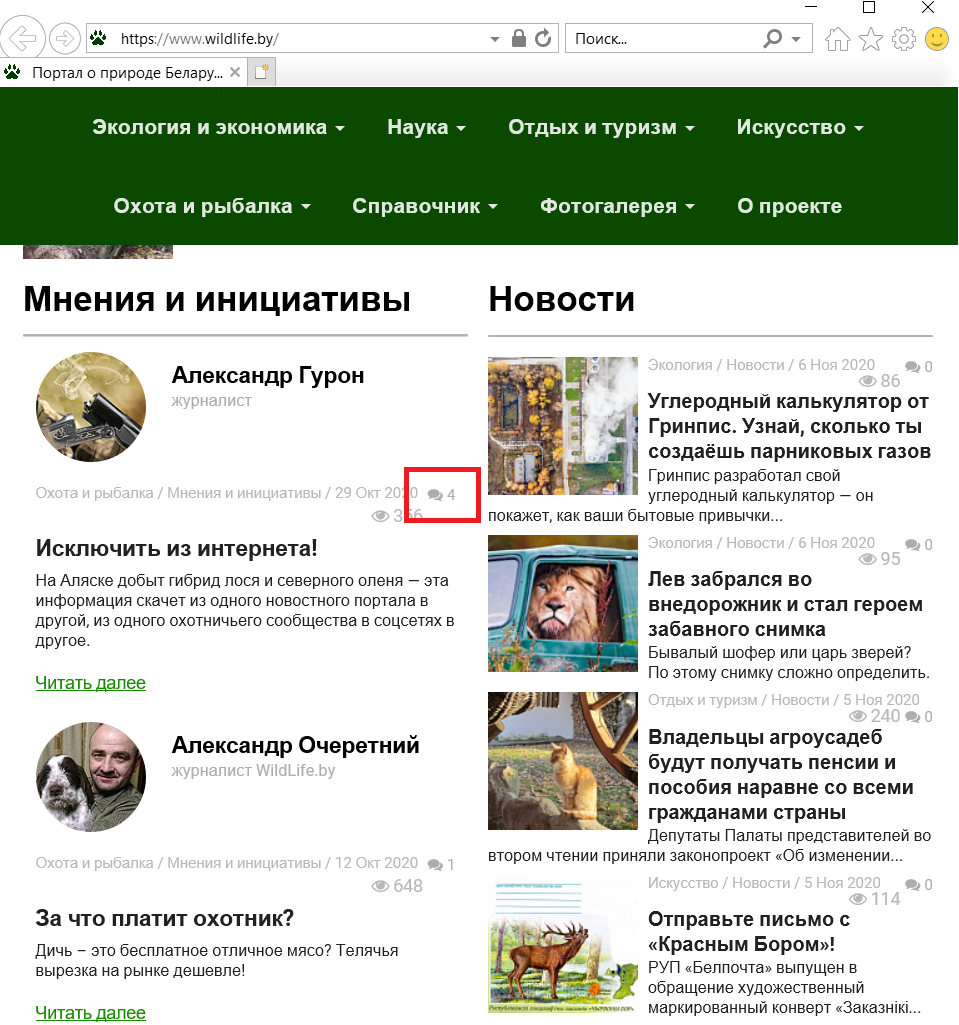 https://www.wildlife.by/
Поиск...
Портал о природе Белару...
Экология и экономика
Наука
Отдых и туризм
Искусство
Охота и рыбалка
Справочник
Фотогалерея
О проекте
Мнения и инициативы
Александр Гурон
журналист
Охота и рыбалка / Мнения и инициативы / 29 Окт 2020
4
356
Исключить из интернета!
На Аляске добыт гибрид лося и северного оленя — эта
информация скачет из одного новостного портала в
другой, из одного охотничьего сообщества в соцсетях в
другое.
Читать далее
Александр Очеретний
журналист WildLife.by
Охота и рыбалка / Мнения и инициативы / 12 Окт 2020
1
648
За что платит охотник?
Дичь – это бесплатное отличное мясо? Телячья
вырезка на рынке дешевле!
Читать далее
Новости
Экология / Новости / 6 Ноя 2020
0
86
Углеродный калькулятор от
Гринпис. Узнай, сколько ты
создаёшь парниковых газов
Гринпис разработал свой
углеродный калькулятор — он
покажет, как ваши бытовые привычки...
Экология / Новости / 6 Ноя 2020
0
95
Лев забрался во
внедорожник и стал героем
забавного снимка
Бывалый шофер или царь зверей?
По этому снимку сложно определить.
Отдых и туризм / Новости / 5 Ноя 2020
240
0
Владельцы агроусадеб
будут получать пенсии и
пособия наравне со всеми
гражданами страны
Депутаты Палаты представителей во
втором чтении приняли законопроект «Об изменении...
Искусство / Новости / 5 Ноя 2020
0
114
Отправьте письмо с
«Красным Бором»!
РУП «Белпочта» выпущен в
обращение художественный
маркированный конверт «Заказнікі...